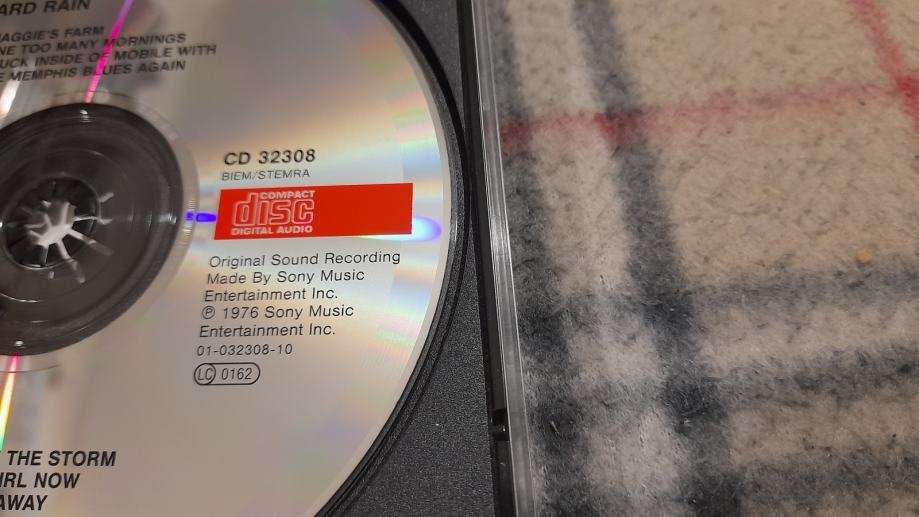 ARD RAIN
AGGIE'S FARM
NE TOO MANY MORNINGS
UCK INSIDE OF MOBILE WITH
E MEMPHIS BLUES AGAIN
CD 32308
BIEM/STEMRA
COMPACT
disc
DIGITAL AUDIO
Original Sound Recording
Made By Sony Music
Entertainment Inc.
℗ 1976 Sony Music
Entertainment Inc.
01-032308-10
LC 0162
THE STORM
IRL NOW
AWAY